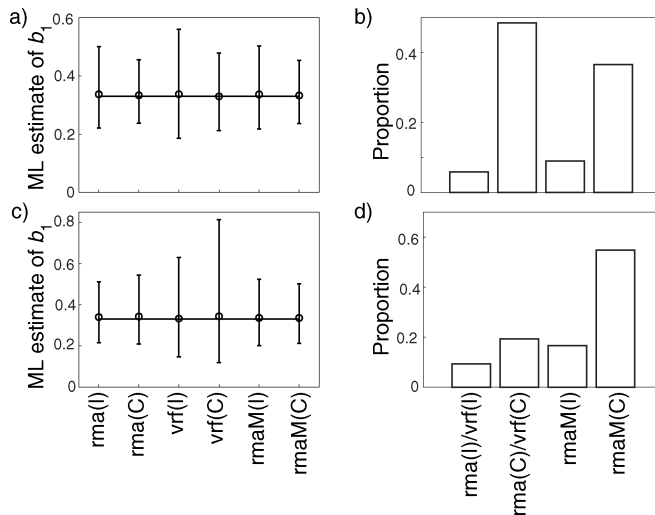 a)
ML estimate of b1
0.6
0.4
0.2
0
b)
Proportion
0.4
0.2
0
c)
ML estimate of b1
0.8
0.6
0.4
0.2
0
rma(I)
rma(C)
vrf(I)
vrf(C)
rmaM(I)
rmaM(C)
d)
Proportion
0.6
0.4
0.2
0
rma(I)/vrf(I)
rma(C)/vrf(C)
rmaM(I)
rmaM(C)